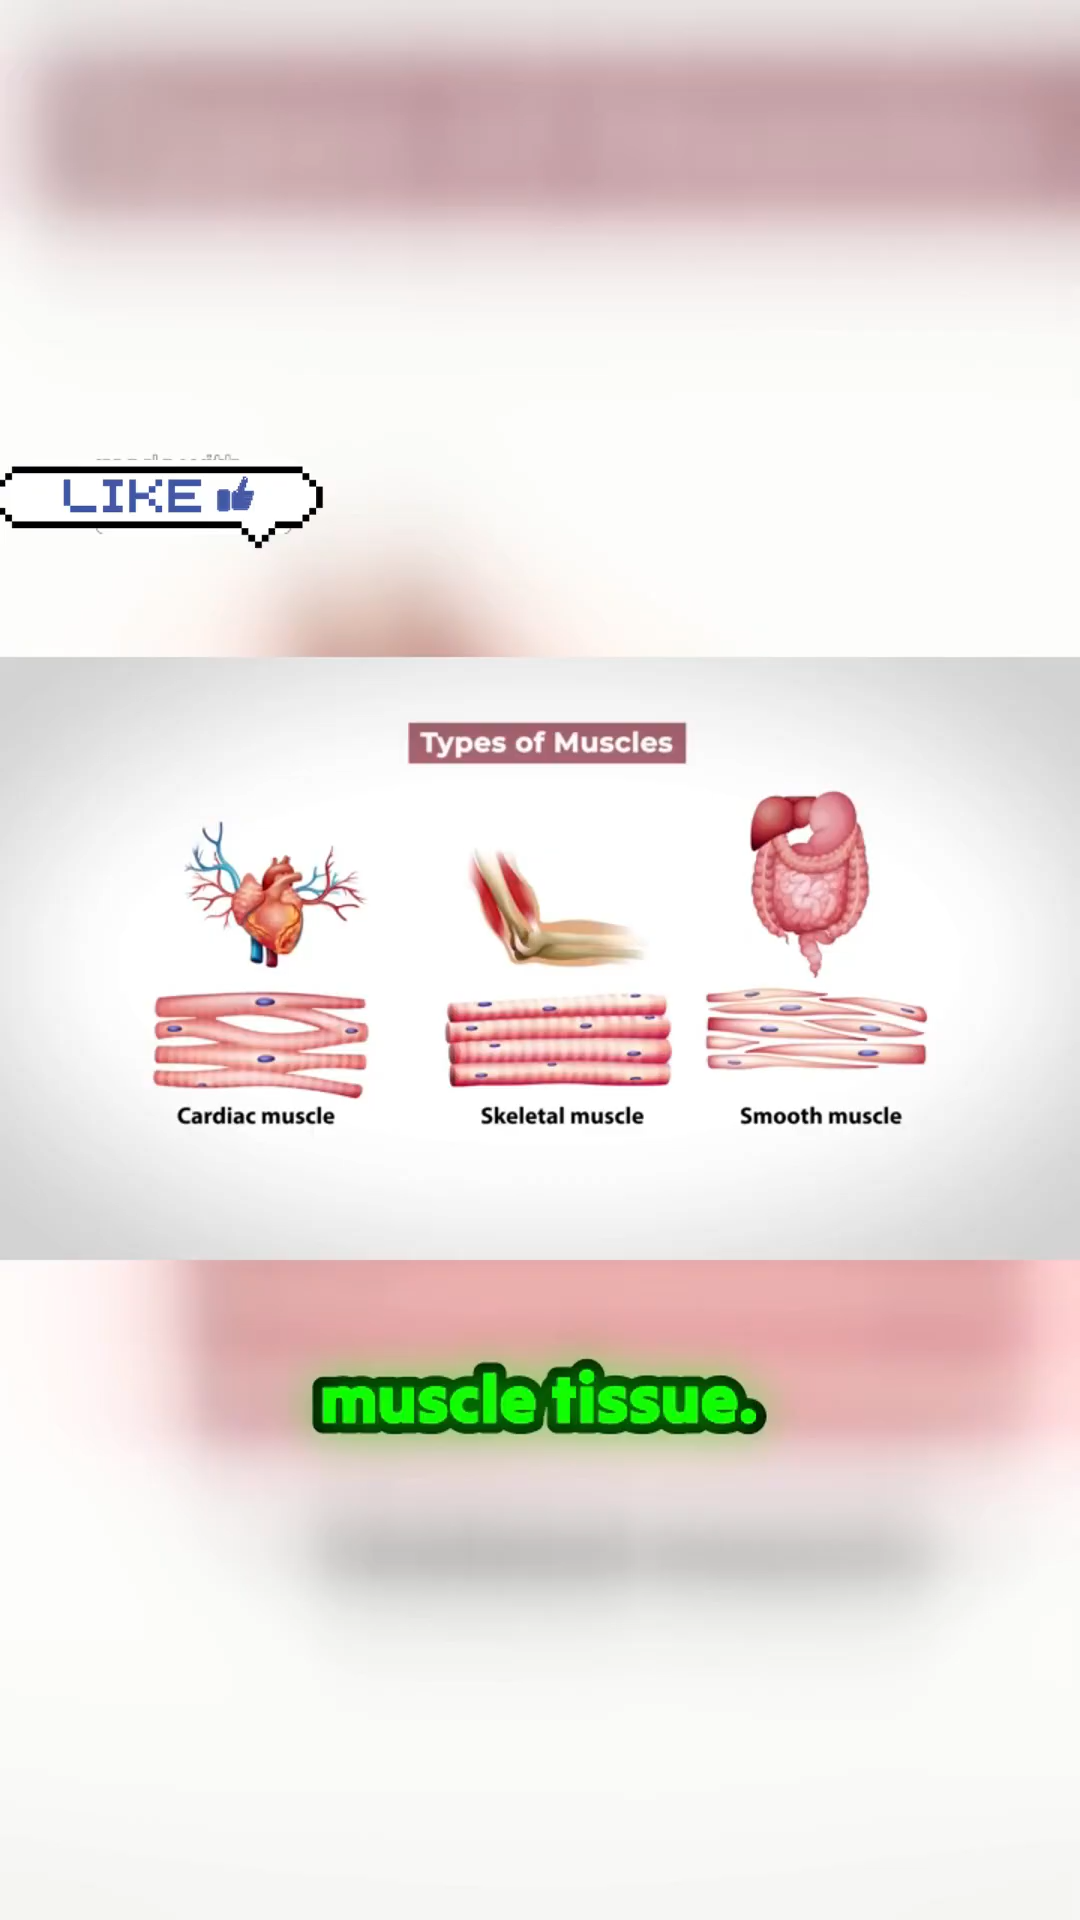 LIKE
Types of Muscles
Cardiac muscle
Skeletal muscle
Smooth muscle
muscle tissue.